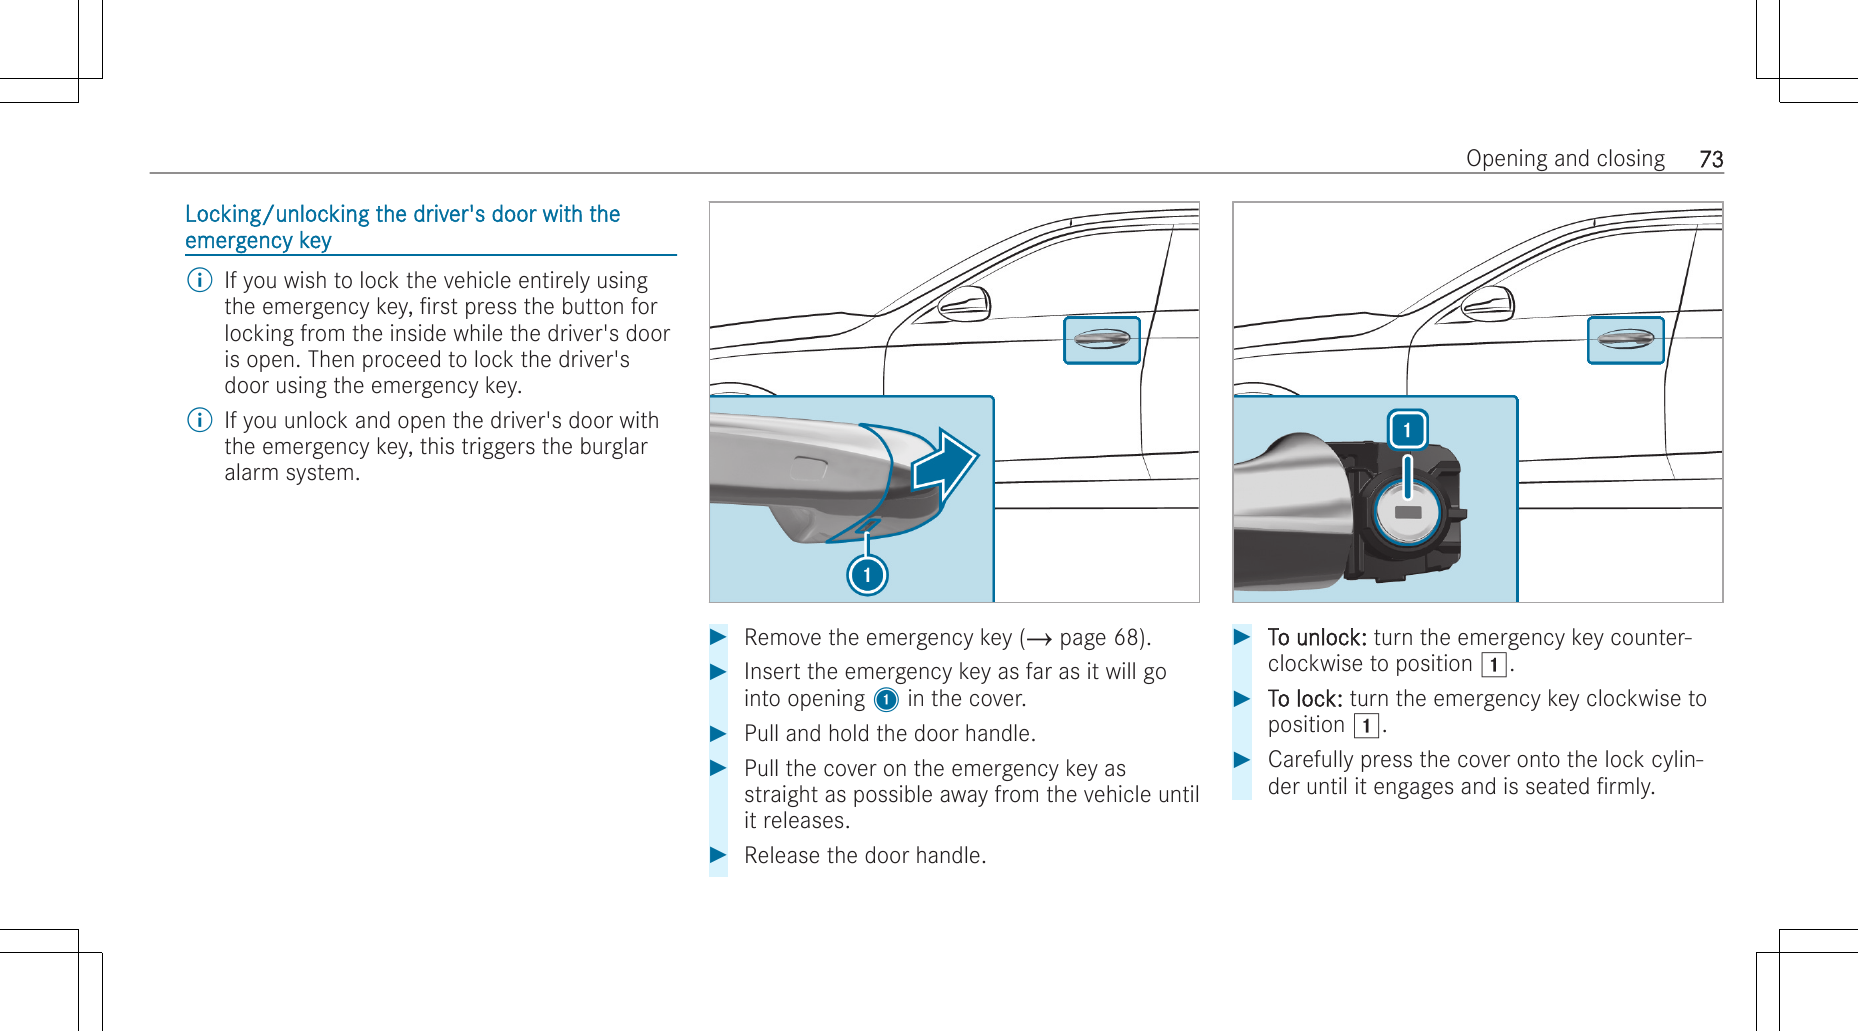 Opening and closing 73
Locking/unlocking the driver's door with the
emergency key
If you wish to lock the vehicle entirely using
the emergency key, first press the button for
locking from the inside while the driver's door
is open. Then proceed to lock the driver's
door using the emergency key.
If you unlock and open the driver's door with
the emergency key, this triggers the burglar
alarm system.
1
▶ Remove the emergency key (→ page 68).
▶ Insert the emergency key as far as it will go
into opening 1 in the cover.
▶ Pull and hold the door handle.
▶ Pull the cover on the emergency key as
straight as possible away from the vehicle until
it releases.
▶ Release the door handle.
1
▶ To unlock: turn the emergency key counter-
clockwise to position 1.
▶ To lock: turn the emergency key clockwise to
position 1.
▶ Carefully press the cover onto the lock cylin-
der until it engages and is seated firmly.